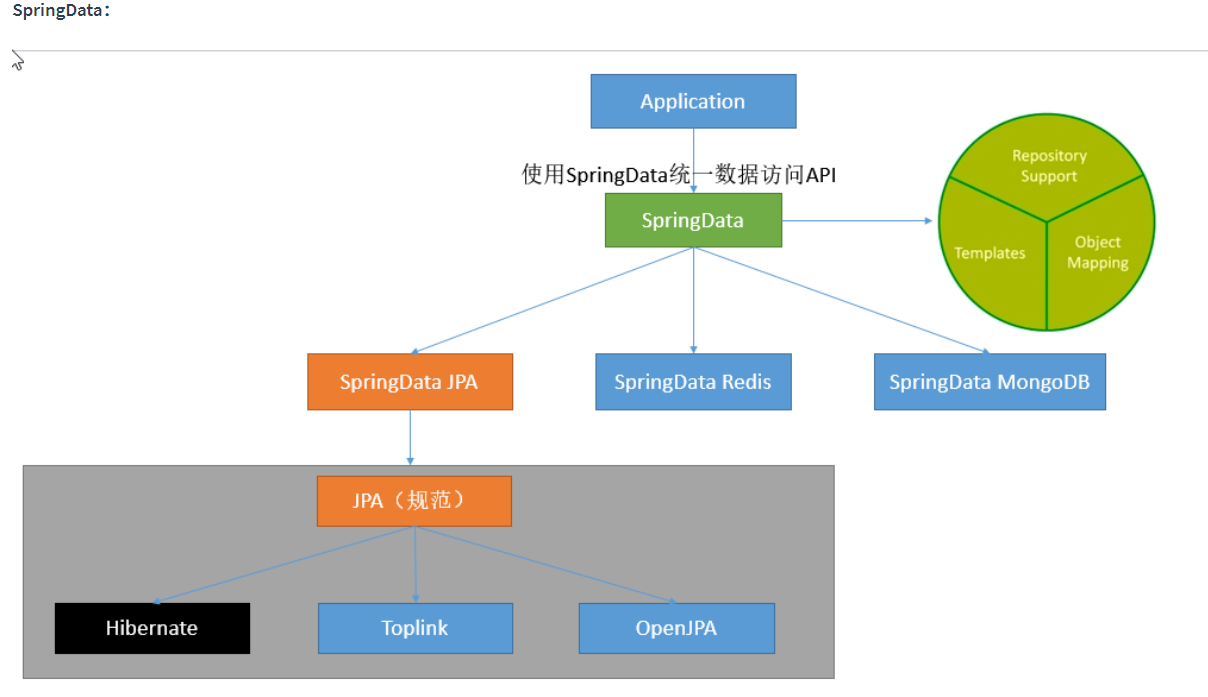 SpringData：
Application
使用SpringData统一数据访问API
SpringData
Repository
Support
Templates
Object
Mapping
SpringData JPA
SpringData Redis
SpringData MongoDB
JPA（规范）
Hibernate
Toplink
OpenJPA